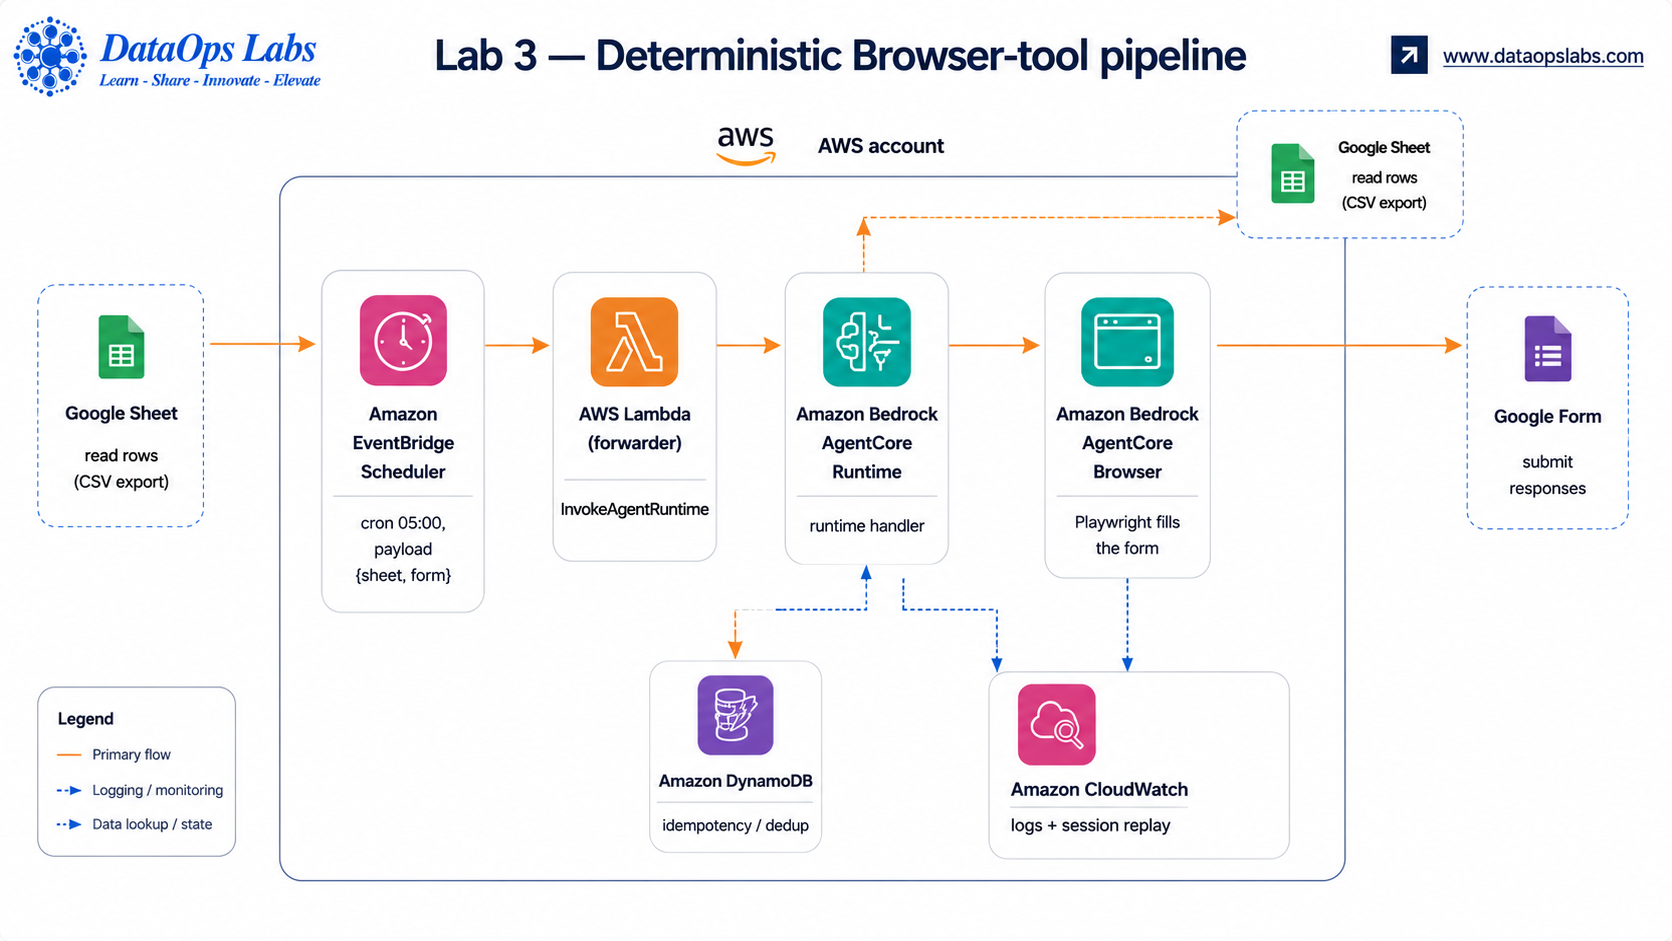 DataOps Labs
Learn - Share - Innovate - Elevate
Lab 3 — Deterministic Browser-tool pipeline
www.dataopslabs.com
aws
AWS account
Google Sheet
read rows
(CSV export)
Google Sheet
read rows
(CSV export)
Amazon
EventBridge
Scheduler
cron 05:00,
payload
{sheet, form}
AWS Lambda
(forwarder)
InvokeAgentRuntime
Amazon Bedrock
AgentCore
Runtime
runtime handler
Amazon Bedrock
AgentCore
Browser
Playwright fills
the form
Google Form
submit
responses
Amazon DynamoDB
idempotency / dedup
Amazon CloudWatch
logs + session replay
Legend
Primary flow
Logging / monitoring
Data lookup / state